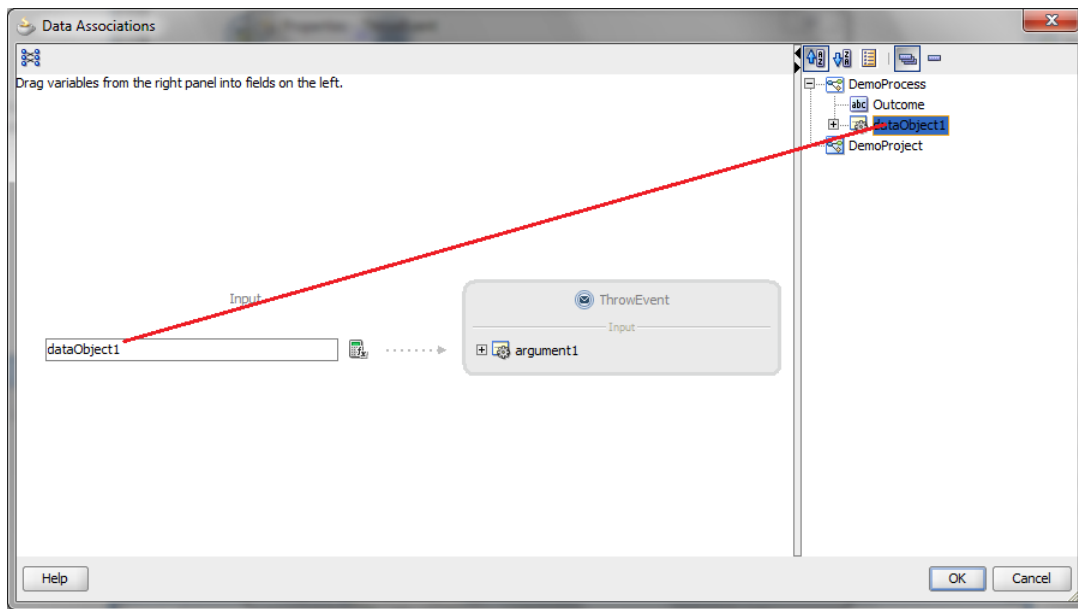 Data Associations
Drag variables from the right panel into fields on the left.
DemoProcess
abc Outcome
dataObject1
DemoProject
Input
ThrowEvent
Input
dataObject1
argument1
Help
OK
Cancel